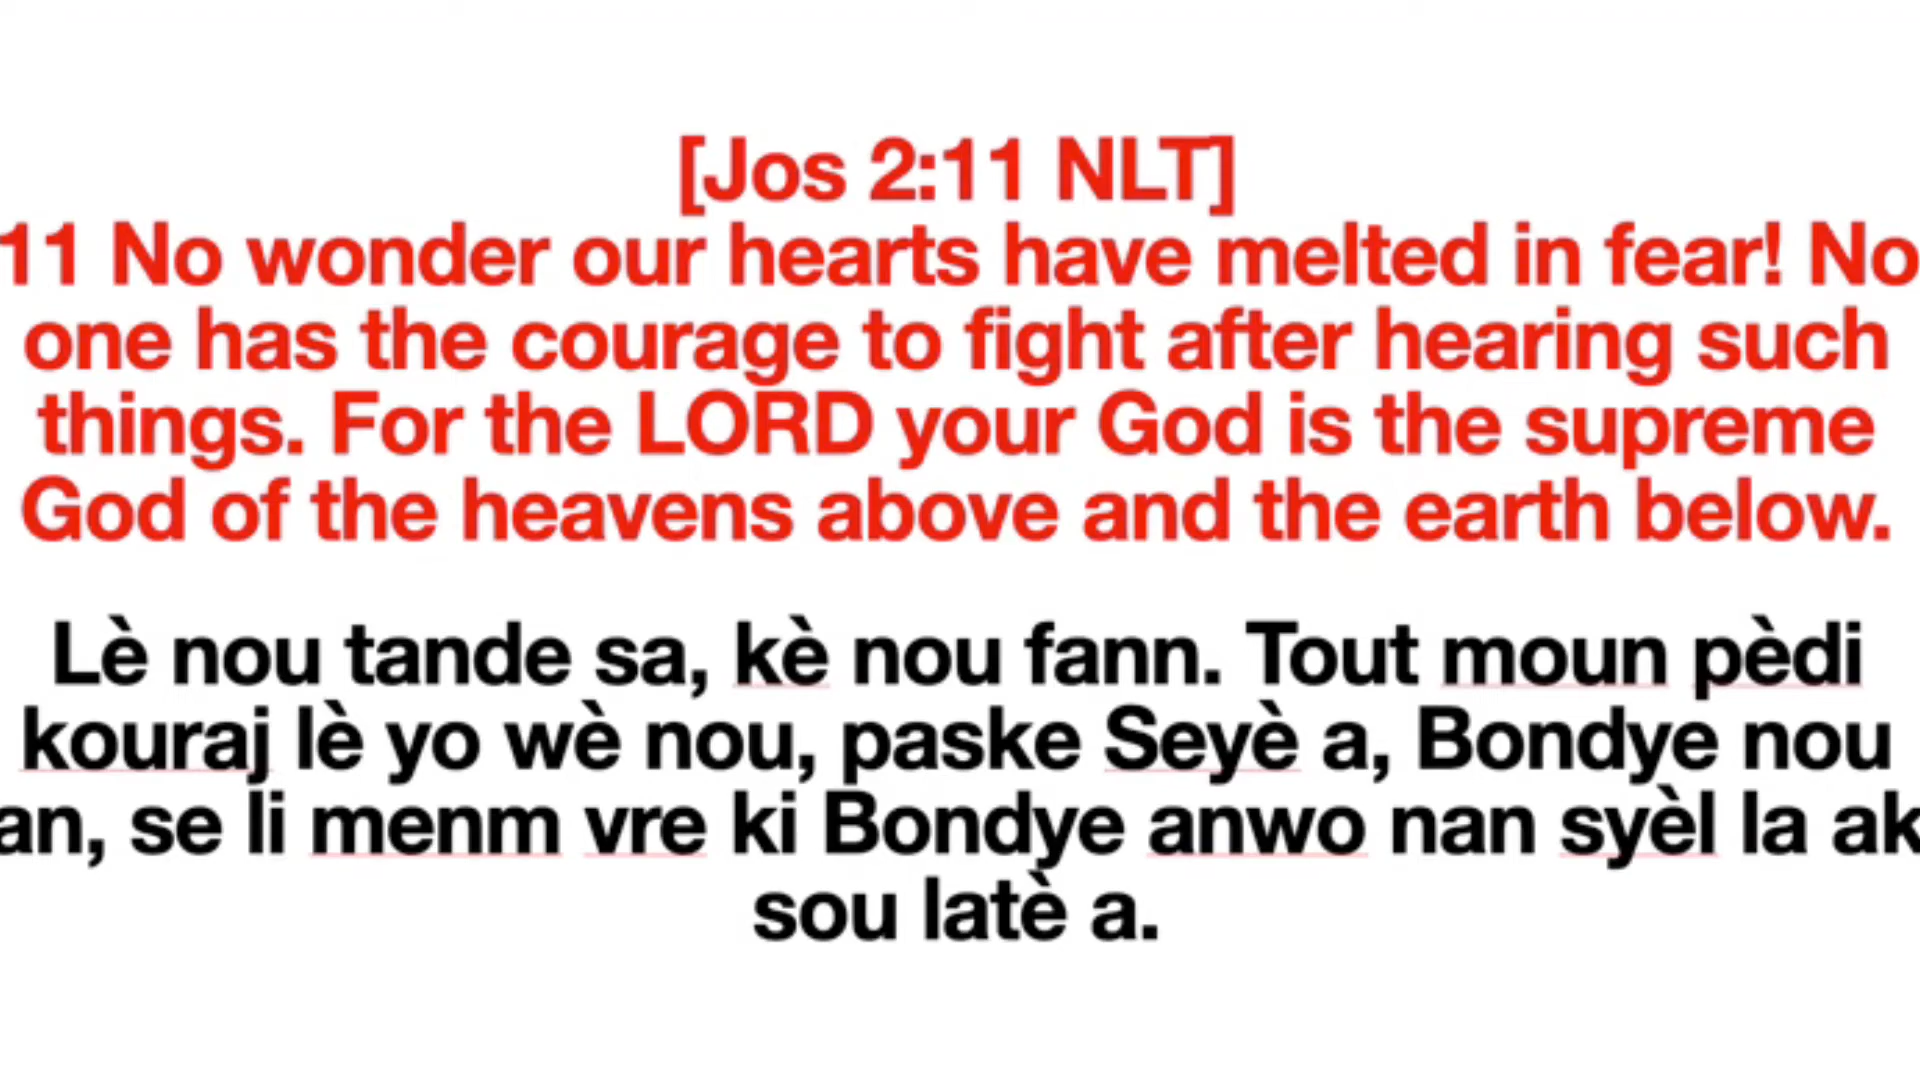 [Jos 2:11 NLT]
11 No wonder our hearts have melted in fear! No
one has the courage to fight after hearing such
things. For the LORD your God is the supreme
God of the heavens above and the earth below.
Lè nou tande sa, kè nou fann. Tout moun pèdi
kouraj lè yo wè nou, paske Seyè a, Bondye nou
an, se li menm vre ki Bondye anwo nan syèl la ak
sou latè a.